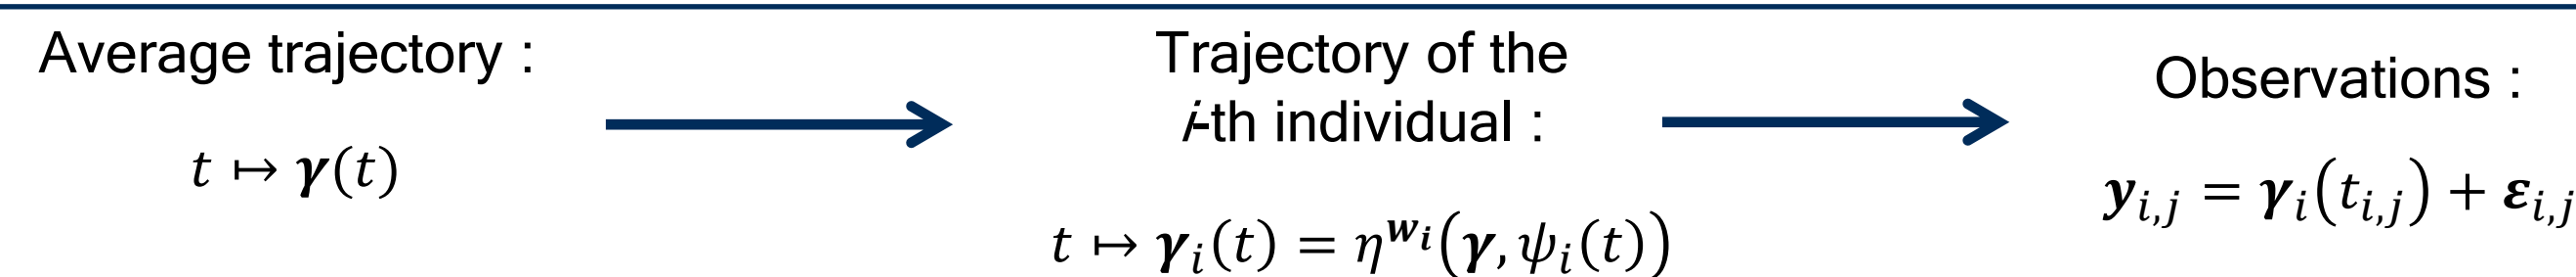 Average trajectory :
t ↦ γ(t)
Trajectory of the
i-th individual :
t ↦ γ_i(t) = η^{w_i}(γ, ψ_i(t))
Observations :
y_{i,j} = γ_i(t_{i,j}) + ε_{i,j}